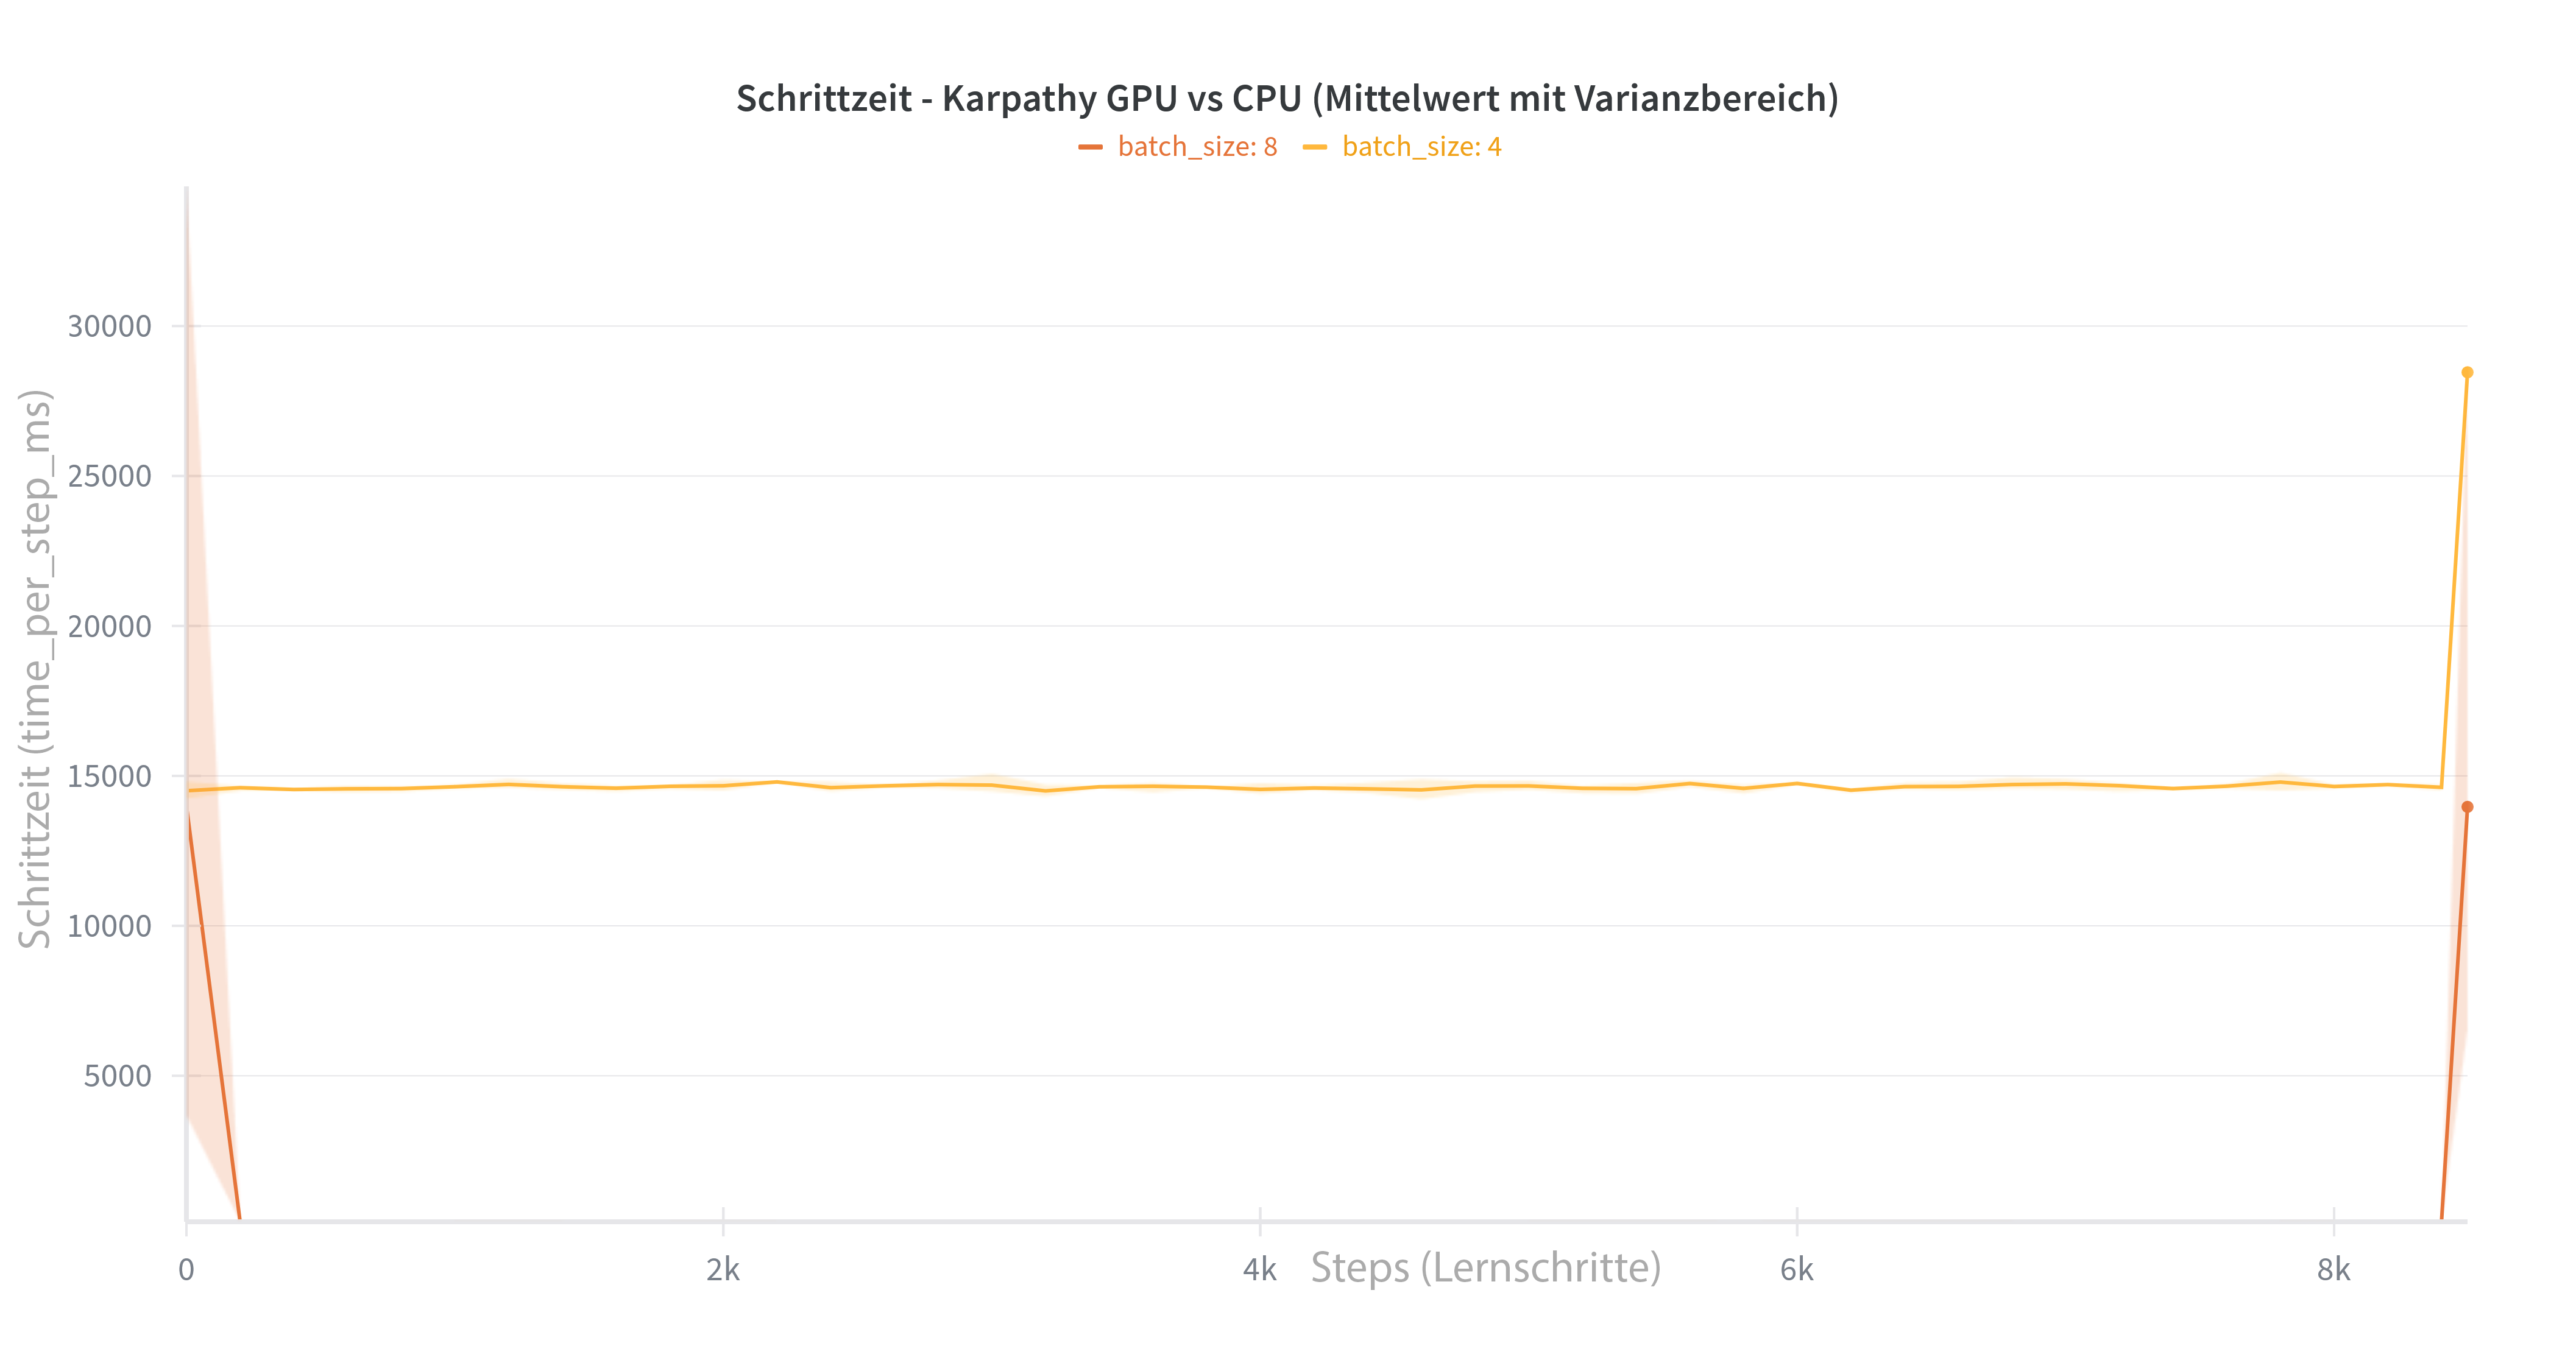 Schrittzeit - Karpathy GPU vs CPU (Mittelwert mit Varianzbereich)
batch_size: 8 batch_size: 4
Schrittzeit (time_per_step_ms)
30000
25000
20000
15000
10000
5000
0 2k 4k 6k 8k
Steps (Lernschritte)